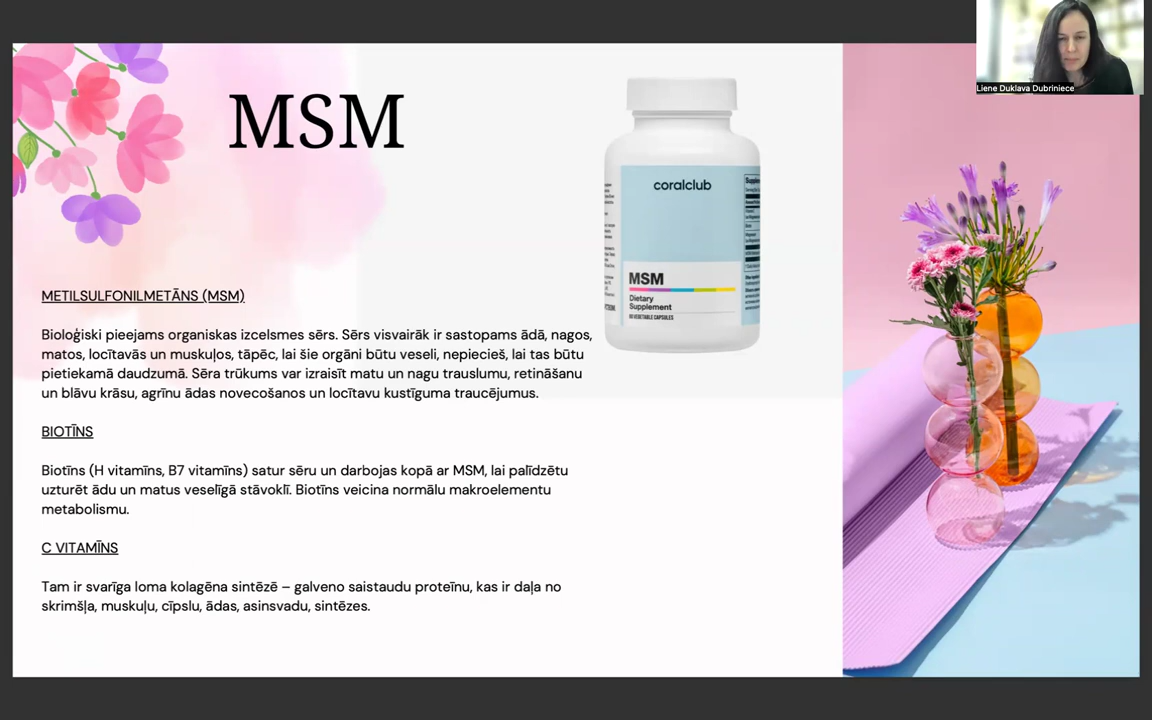 Liene Duklava Dubriniece
MSM
coralclub
MSM
Dietary
Supplement
METILSULFONILMETĀNS (MSM)
Bioloģiski pieejams organiskas izcelsmes sērs. Sērs visvairāk ir sastopams ādā, nagos,
matos, locītavās un muskuļos, tāpēc, lai šie orgāni būtu veseli, nepieciešs, lai tas būtu
pietiekamā daudzumā. Sēra trūkums var izraisīt matu un nagu trauslumu, retināšanu
un blāvu krāsu, agrīnu ādas novecošanos un locītavu kustīguma traucējumus.
BIOTĪNS
Biotīns (H vitamīns, B7 vitamīns) satur sēru un darbojas kopā ar MSM, lai palīdzētu
uzturēt ādu un matus veselīgā stāvoklī. Biotīns veicina normālu makroelementu
metabolismu.
C VITAMĪNS
Tam ir svarīga loma kolagēna sintēzē – galveno saistaudu proteīnu, kas ir daļa no
skrimšļa, muskuļu, cīpslu, ādas, asinsvadu, sintēzes.